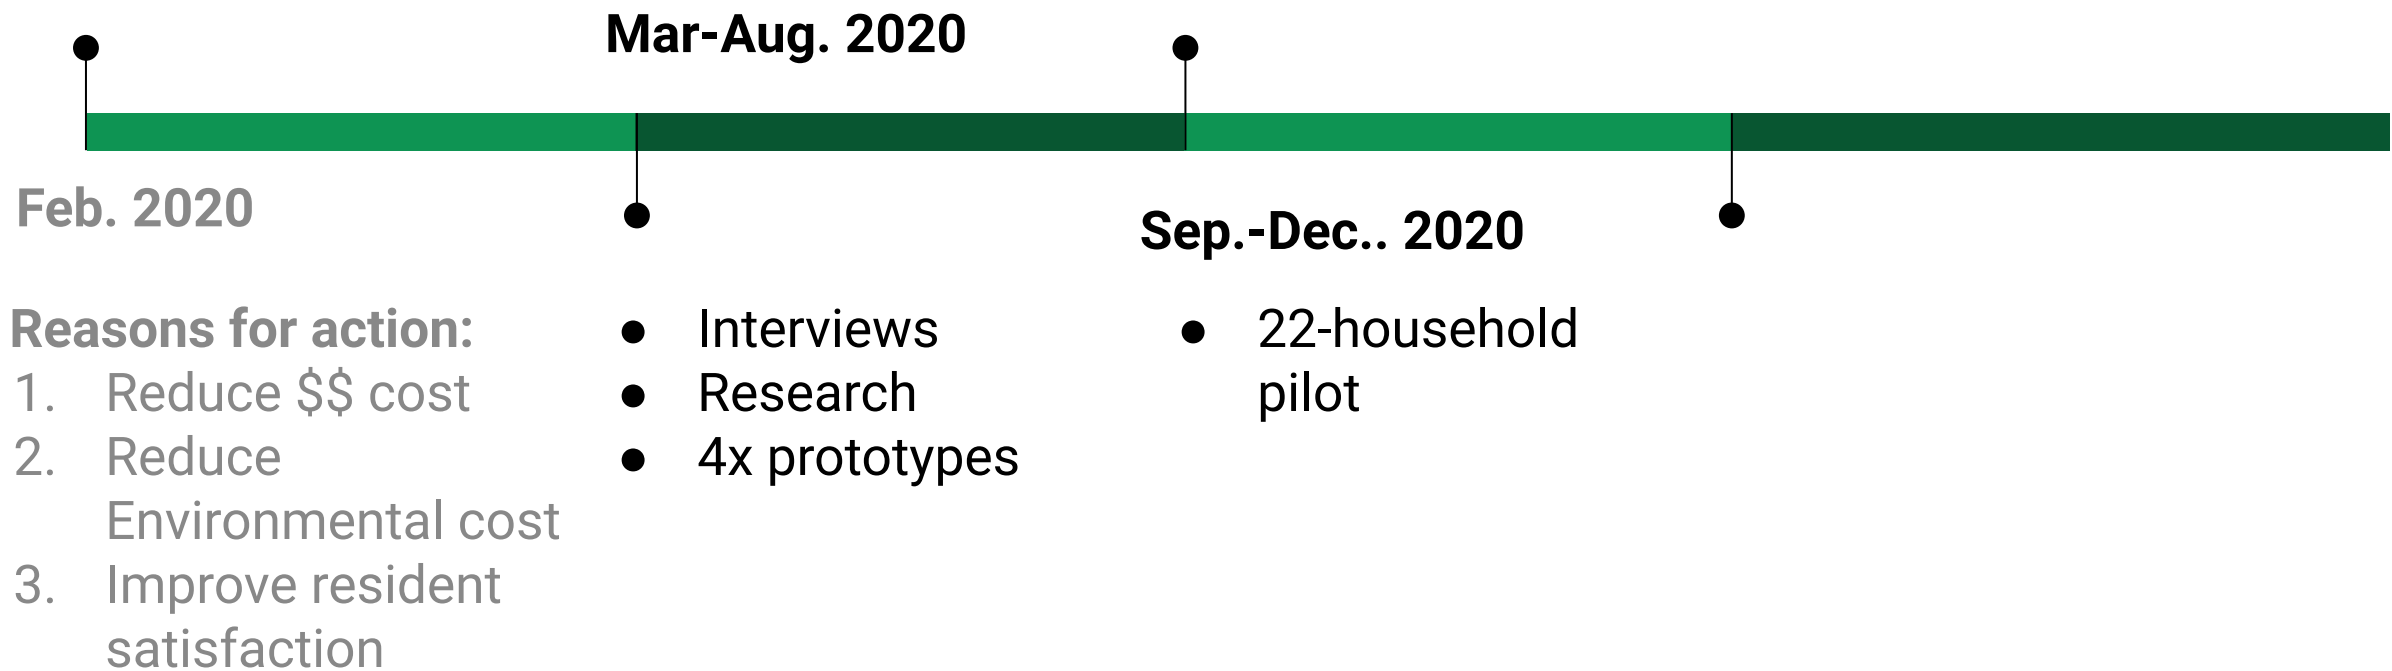 Mar-Aug. 2020
Feb. 2020
Sep.-Dec.. 2020
Reasons for action:
1. Reduce $$ cost
2. Reduce
Environmental cost
3. Improve resident
satisfaction
● Interviews
● Research
● 4x prototypes
● 22-household
pilot